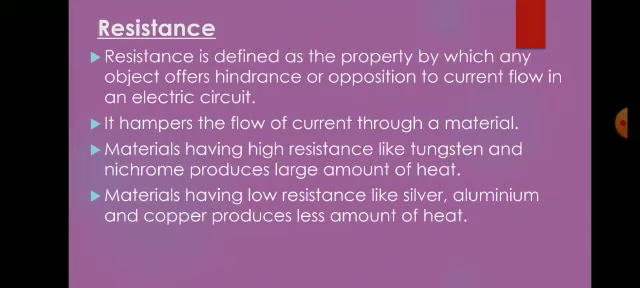 Resistance
Resistance is defined as the property by which any
object offers hindrance or opposition to current flow in
an electric circuit.
It hampers the flow of current through a material.
Materials having high resistance like tungsten and
nichrome produces large amount of heat.
Materials having low resistance like silver, aluminium
and copper produces less amount of heat.